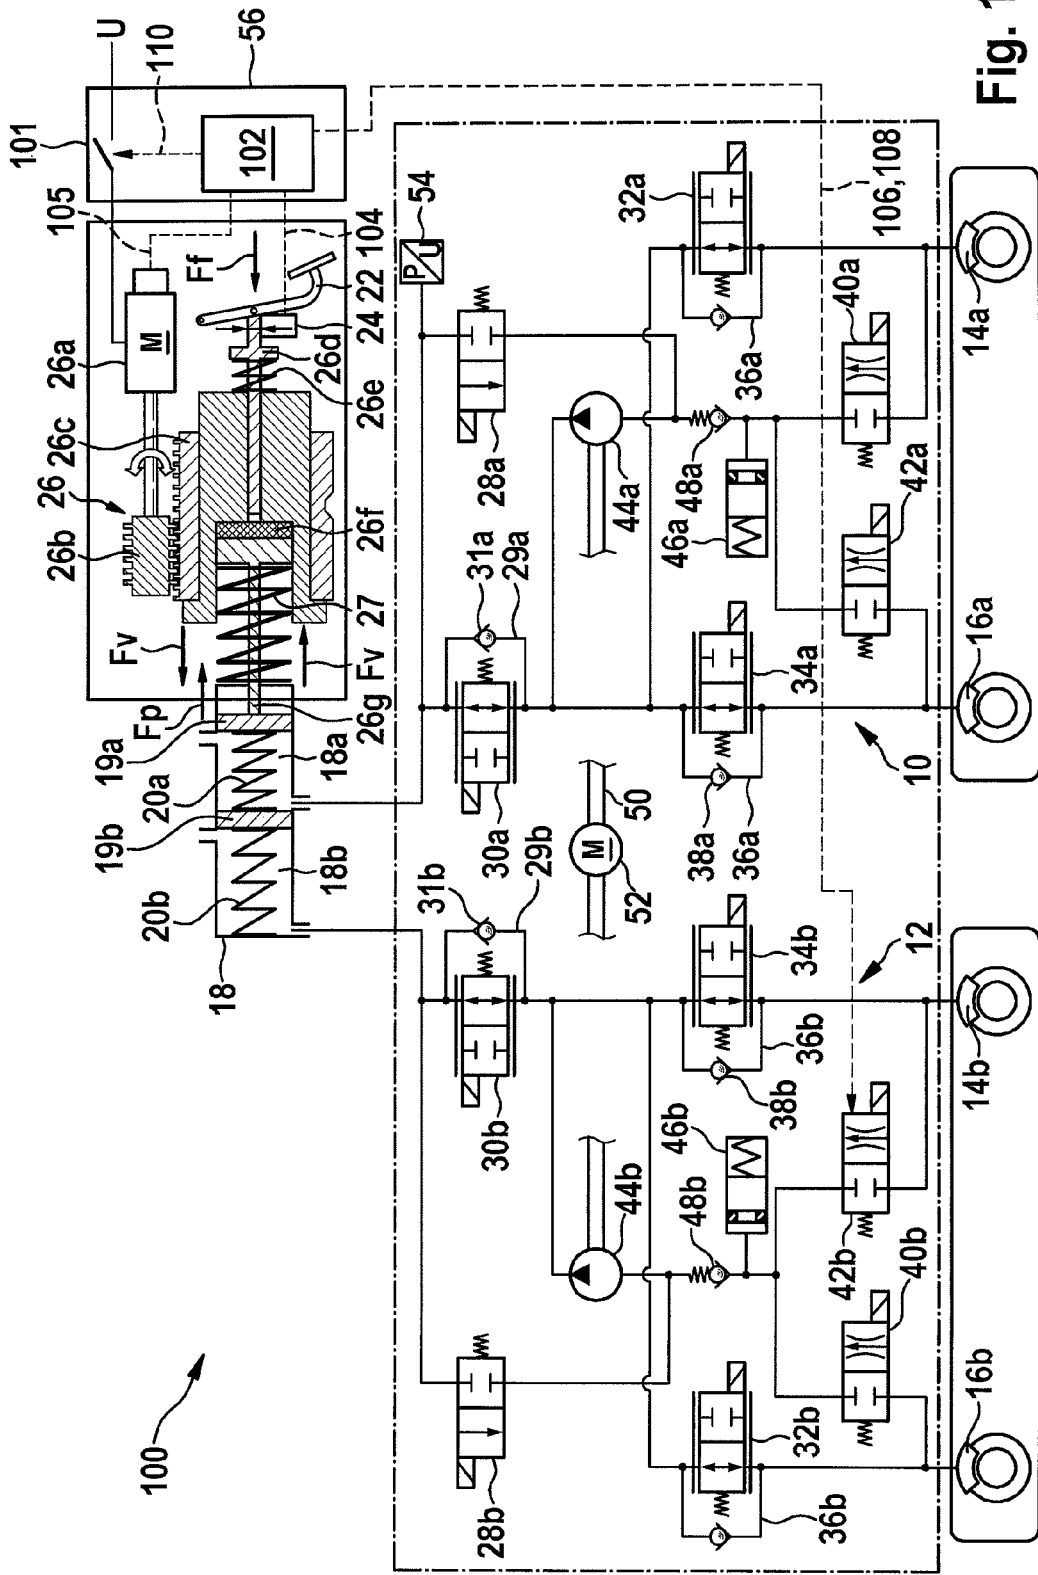 100
18
20b
19b
20a
19a
Fp
Fv
26b
26
26c
26a
105
101
U
110
56
M
102
Ff
18b
18a
26g
Fv
27
26f
26e
26d
24
22
104
54
P
U
31b
29b
31a
29a
28b
30b
30a
28a
44b
52
M
50
44a
32a
46b
48b
48a
46a
36b
32b
38b
36b
34b
38a
36a
34a
36a
106,108
42b
40b
12
10
42a
40a
16b
14b
16a
14a
Fig. 1